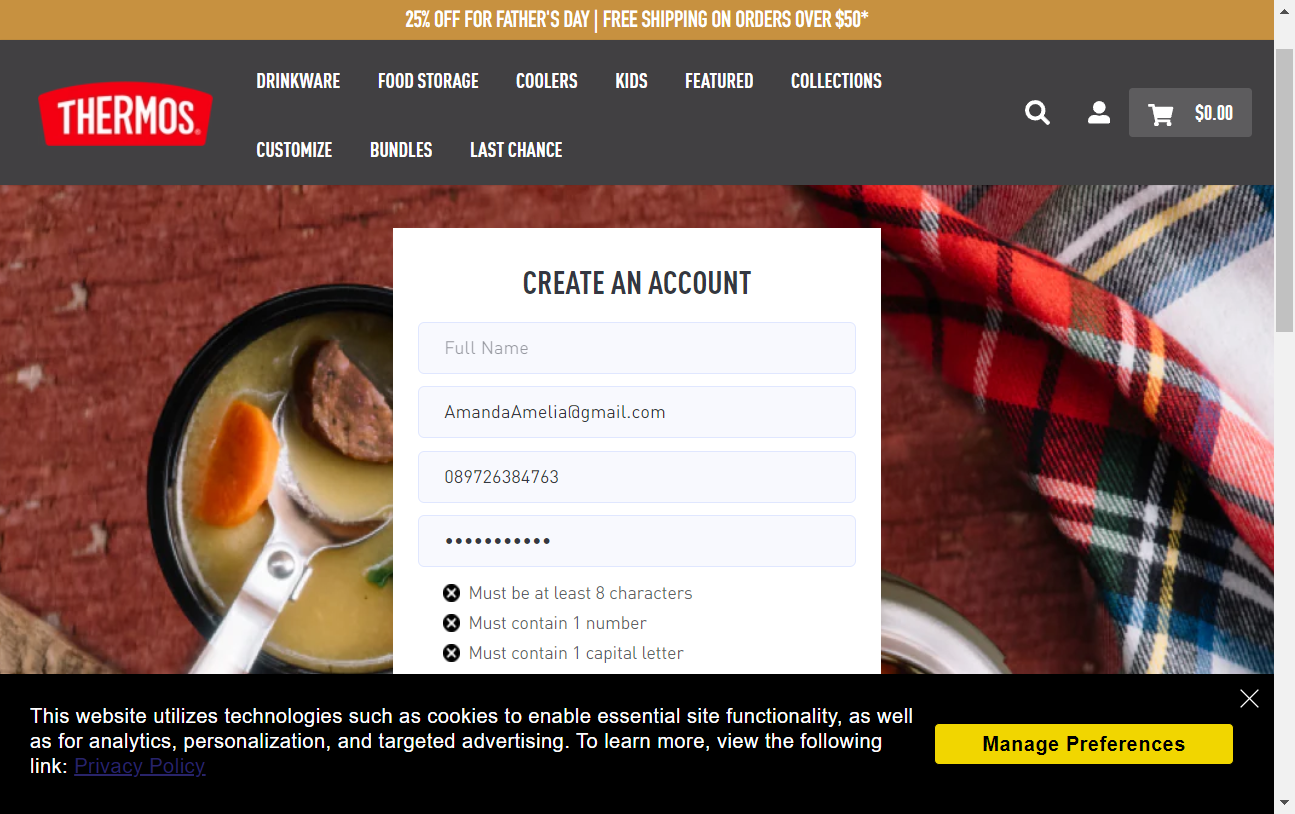 25% OFF FOR FATHER'S DAY | FREE SHIPPING ON ORDERS OVER $50*
DRINKWARE FOOD STORAGE COOLERS KIDS FEATURED COLLECTIONS
THERMOS®
$0.00
CUSTOMIZE BUNDLES LAST CHANCE
CREATE AN ACCOUNT
Full Name
AmandaAmelia@gmail.com
089726384763
•••••••••••
Must be at least 8 characters
Must contain 1 number
Must contain 1 capital letter
This website utilizes technologies such as cookies to enable essential site functionality, as well
as for analytics, personalization, and targeted advertising. To learn more, view the following
link: Privacy Policy
Manage Preferences